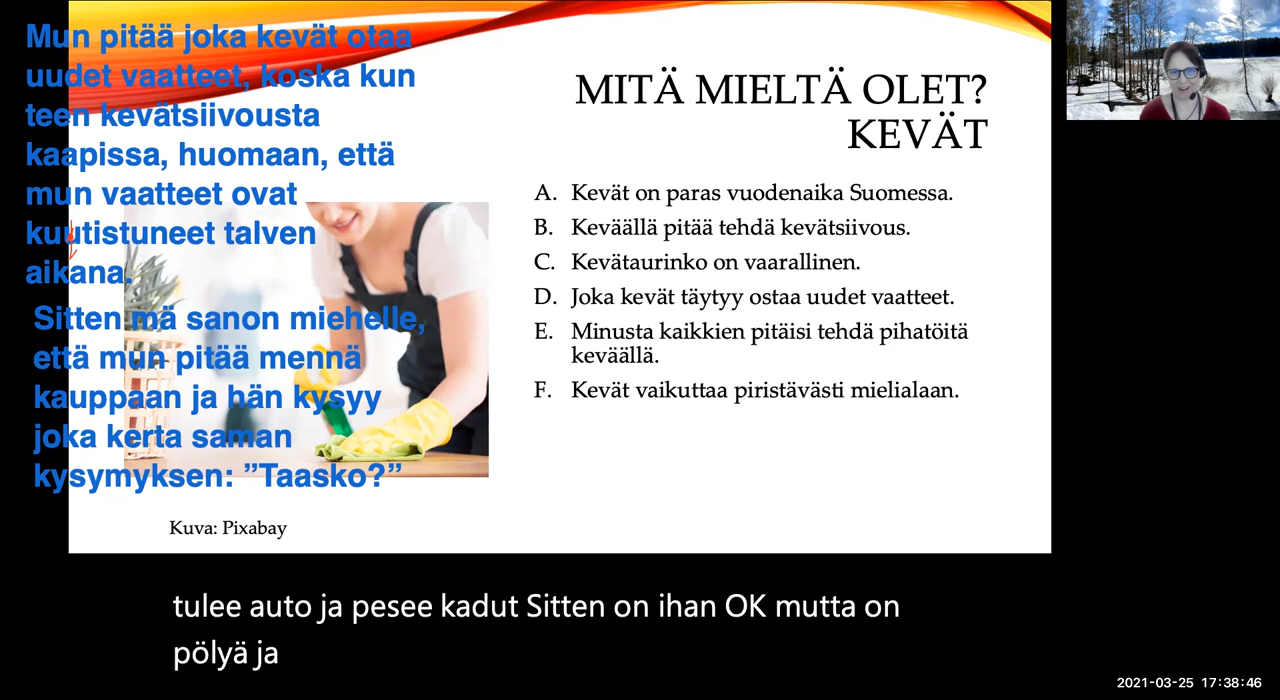 Mun pitää joka kevät otaa
uudet vaatteet, koska kun
teen kevätsiivousta
kaapissa, huomaan, että
mun vaatteet ovat
kuutistuneet talven
aikana.
Sitten mä sanon miehelle,
että mun pitää mennä
kauppaan ja hän kysyy
joka kerta saman
kysymyksen: ”Taasko?”
MITÄ MIELTÄ OLET?
KEVÄT
A. Kevät on paras vuodenaika Suomessa.
B. Keväällä pitää tehdä kevätsiivous.
C. Kevätaurinko on vaarallinen.
D. Joka kevät täytyy ostaa uudet vaatteet.
E. Minusta kaikkien pitäisi tehdä pihatöitä
keväällä.
F. Kevät vaikuttaa piristävästi mielialaan.
Kuva: Pixabay
tulee auto ja pesee kadut Sitten on ihan OK mutta on
pölyä ja
2021-03-25 17:38:46